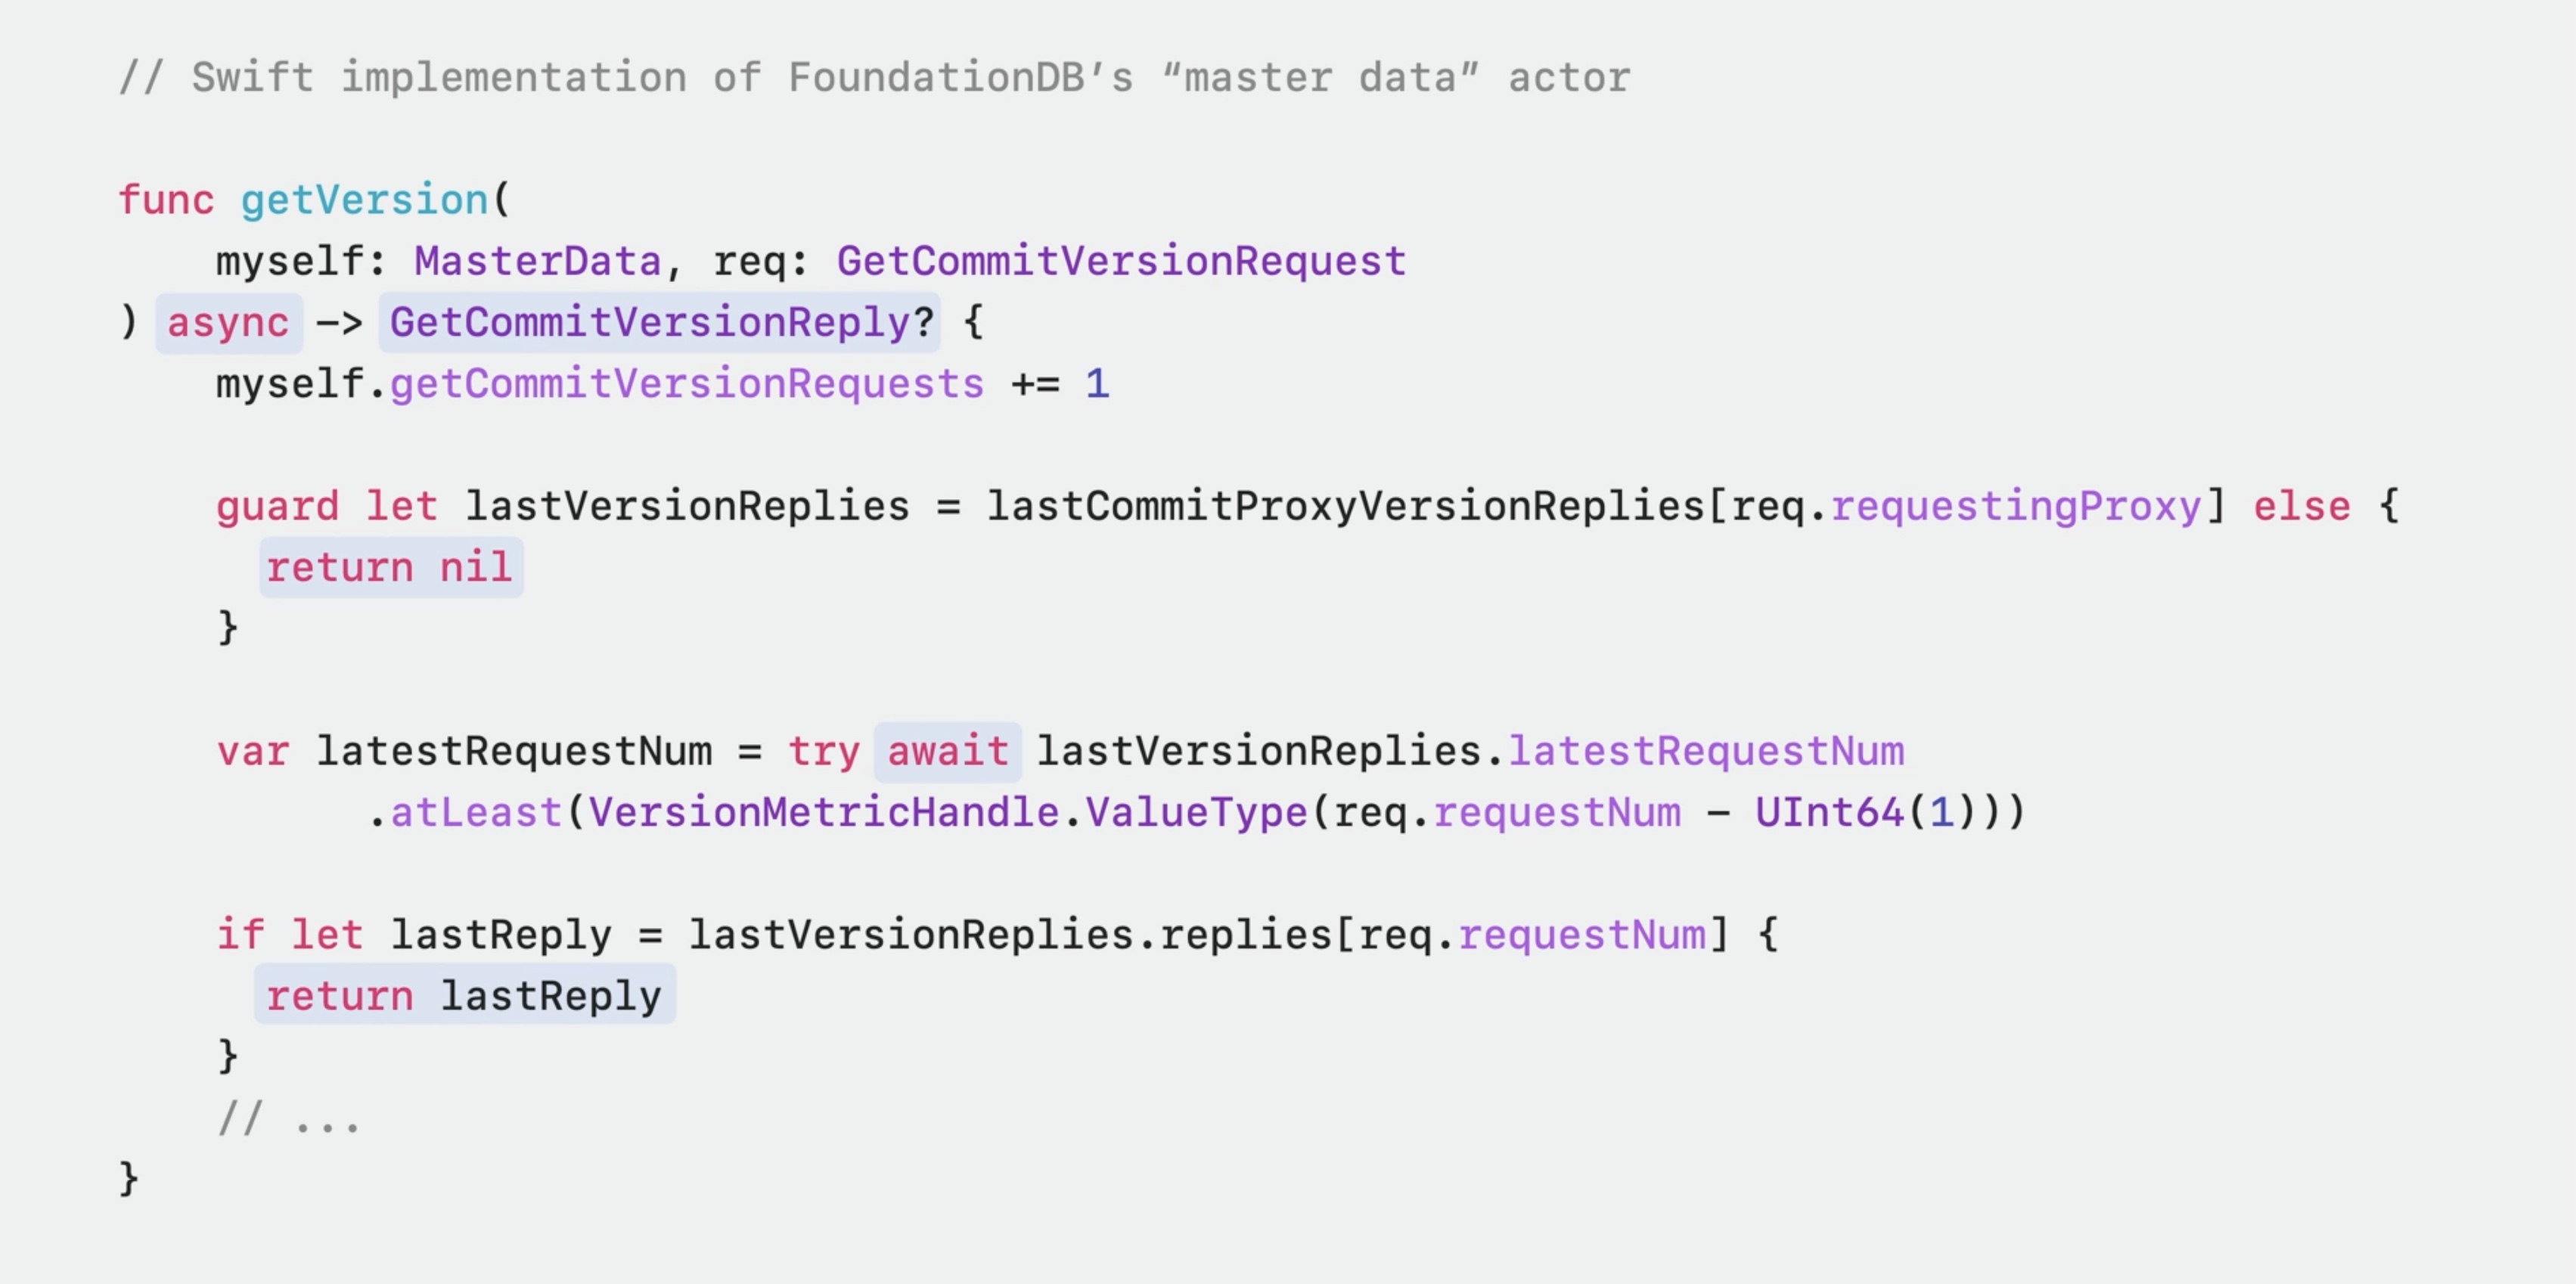 // Swift implementation of FoundationDB’s “master data” actor
func getVersion(
    myself: MasterData, req: GetCommitVersionRequest
) async -> GetCommitVersionReply? {
    myself.getCommitVersionRequests += 1
    guard let lastVersionReplies = lastCommitProxyVersionReplies[req.requestingProxy] else {
      return nil
    }
    var latestRequestNum = try await lastVersionReplies.latestRequestNum
          .atLeast(VersionMetricHandle.ValueType(req.requestNum - UInt64(1)))
    if let lastReply = lastVersionReplies.replies[req.requestNum] {
      return lastReply
    }
    // ...
}